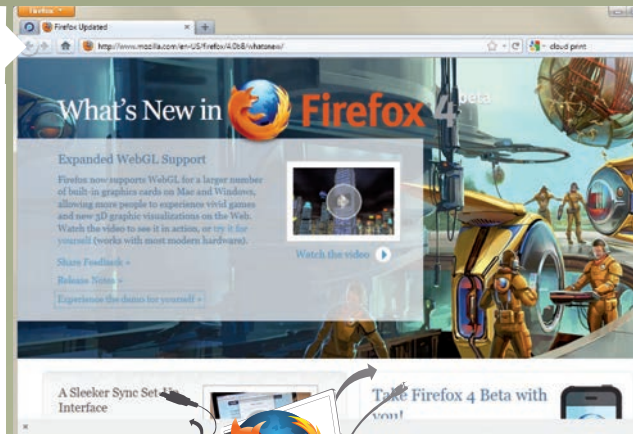 Firefox
Firefox Updated
http://www.mozilla.com/en-US/firefox/4.0b8/whatsnew/
cloud print
What's New in Firefox 4 beta
Expanded WebGL Support
Firefox now supports WebGL for a larger number
of built-in graphics cards on Mac and Windows,
allowing more people to experience vivid games
and new 3D graphic visualizations on the Web.
Watch the video to see it in action, or try it for
yourself (works with most modern hardware).
Watch the video
Share Feedback »
Release Notes »
Experience the demo for yourself »
A Sleeker Sync Set-Up
Interface
Take Firefox 4 Beta with
you!